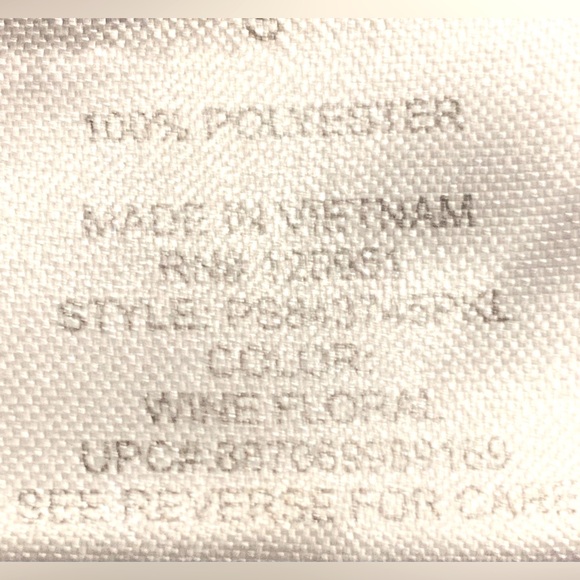 100% POLYESTER
MADE IN VIETNAM
RN#
STYLE:
COLOR:
WINE FLORAL
UPC#
SEE REVERSE FOR CARE